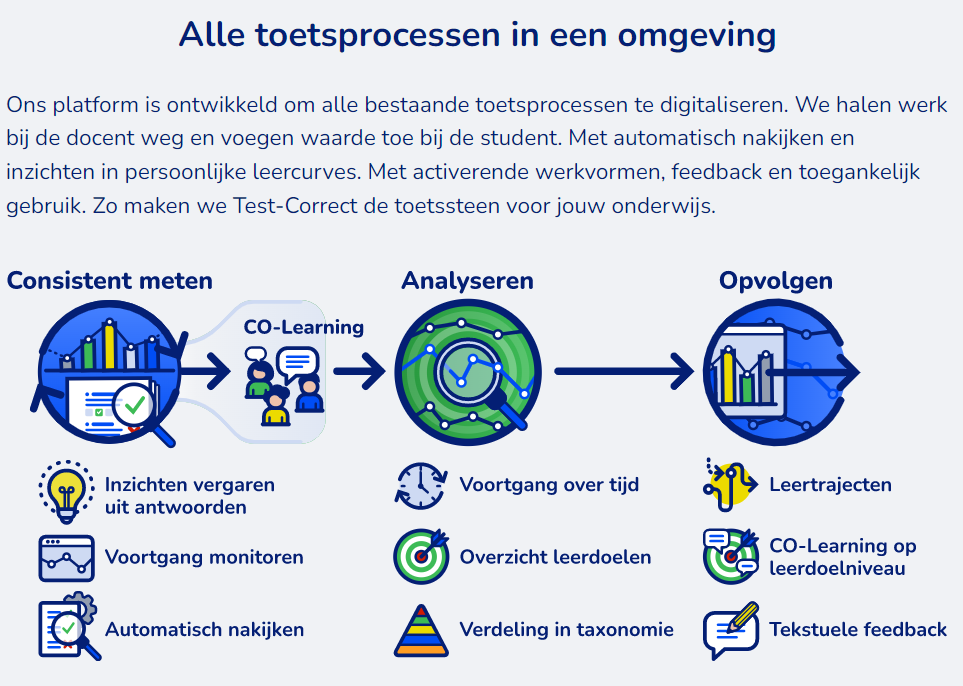 Alle toetsprocessen in een omgeving
Ons platform is ontwikkeld om alle bestaande toetsprocessen te digitaliseren. We halen werk
bij de docent weg en voegen waarde toe bij de student. Met automatisch nakijken en
inzichten in persoonlijke leercurves. Met activerende werkvormen, feedback en toegankelijk
gebruik. Zo maken we Test-Correct de toetssteen voor jouw onderwijs.
Consistent meten
CO-Learning
Inzichten vergaren
uit antwoorden
Voortgang monitoren
Automatisch nakijken
Analyseren
Voortgang over tijd
Overzicht leerdoelen
Verdeling in taxonomie
Opvolgen
Leertrajecten
CO-Learning op
leerdoelniveau
Tekstuele feedback